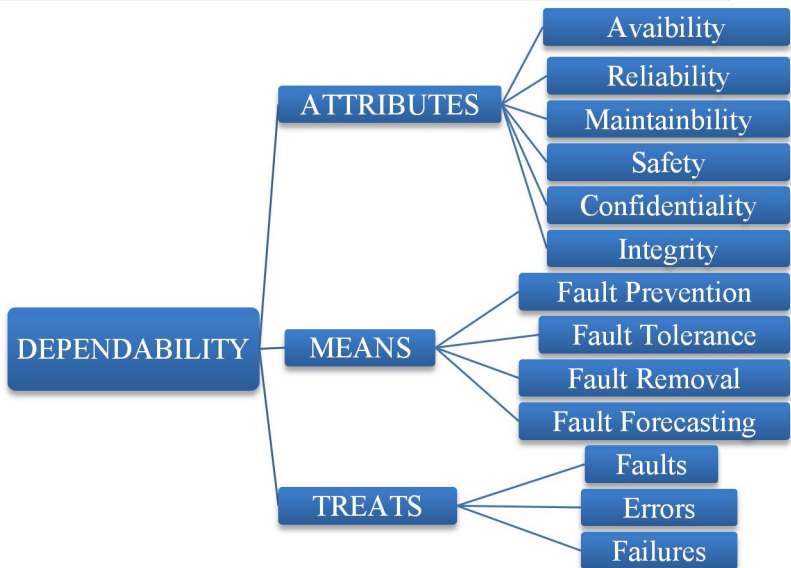 DEPENDABILITY
ATTRIBUTES
Avaibility
Reliability
Maintainbility
Safety
Confidentiality
Integrity
MEANS
Fault Prevention
Fault Tolerance
Fault Removal
Fault Forecasting
TREATS
Faults
Errors
Failures